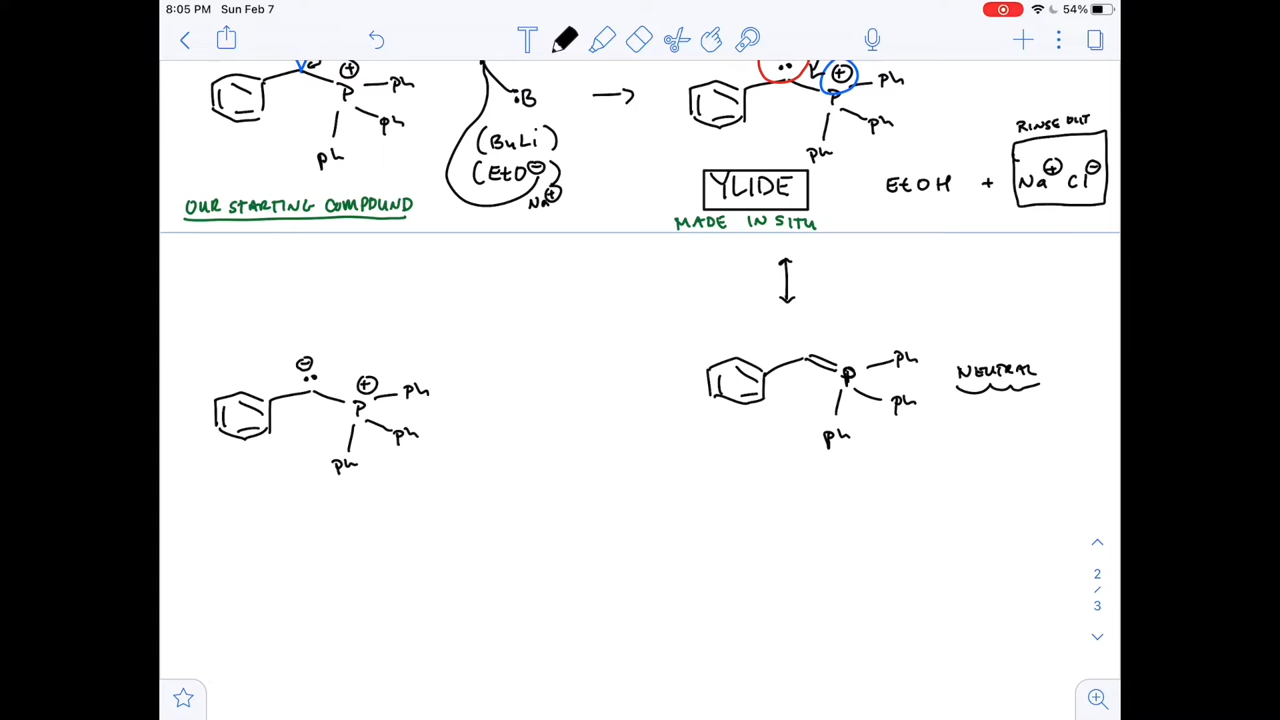 8:05 PM Sun Feb 7
54%
T
⊕
P Ph
Ph
Ph
:B
(BuLi)
(EtO⊖)
Na⊕
⊕
P Ph
Ph
Ph
RINSE OUT
Na⊕ Cl⊖
EtOH +
YLIDE
OUR STARTING COMPOUND
MADE IN SITU
⊖
⊕
P Ph
Ph
Ph
P Ph
Ph
Ph
NEUTRAL
2
/
3